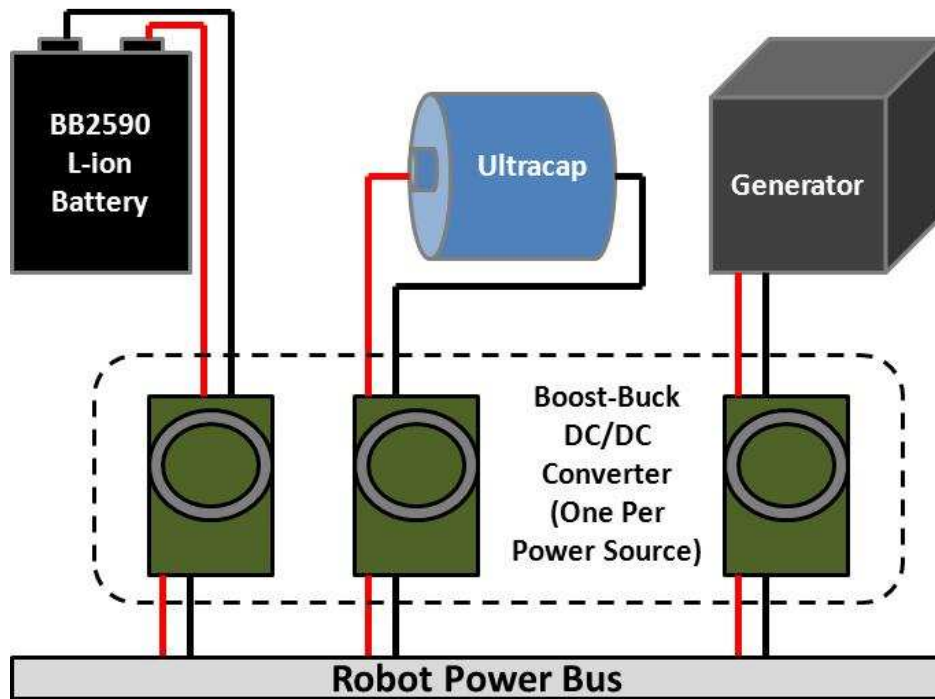 BB2590
L-ion
Battery
Ultracap
Generator
Boost-Buck
DC/DC
Converter
(One Per
Power Source)
Robot Power Bus